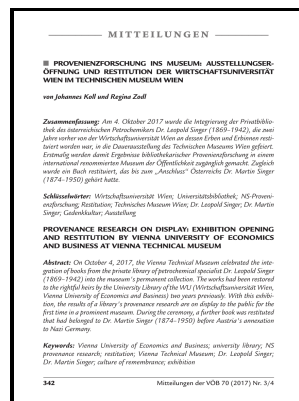 MITTEILUNGEN
■ PROVENIENZFORSCHUNG INS MUSEUM: AUSSTELLUNGSER-
ÖFFNUNG UND RESTITUTION DER WIRTSCHAFTSUNIVERSITÄT
WIEN IM TECHNISCHEN MUSEUM WIEN
von Johannes Koll und Regina Zodl
Zusammenfassung: Am 4. Oktober 2017 wurde die Integrierung der Privatbiblio-
thek des österreichischen Petrochemikers Dr. Leopold Singer (1869–1942), die zwei
Jahre vorher von der Wirtschaftsuniversität Wien an dessen Erben und Erbinnen resti-
tuiert worden war, in die Dauerausstellung des Technischen Museums Wien gefeiert.
Erstmalig werden damit Ergebnisse bibliothekarischer Provenienzforschung in einem
international renommierten Museum der Öffentlichkeit zugänglich gemacht. Zugleich
wurde ein Buch restituiert, das bis zum „Anschluss“ Österreichs Dr. Martin Singer
(1874–1950) gehört hatte.
Schlüsselwörter: Wirtschaftsuniversität Wien; Universitätsbibliothek; NS-Proveni-
enzforschung; Restitution; Technisches Museum Wien; Dr. Leopold Singer; Dr. Martin
Singer; Gedenkkultur; Ausstellung
PROVENANCE RESEARCH ON DISPLAY: EXHIBITION OPENING
AND RESTITUTION BY VIENNA UNIVERSITY OF ECONOMICS
AND BUSINESS AT VIENNA TECHNICAL MUSEUM
Abstract: On October 4, 2017, the Vienna Technical Museum celebrated the inte-
gration of books from the private library of petrochemical specialist Dr. Leopold Singer
(1869–1942) into the museum's permanent collection. The works had been restored
to the rightful heirs by the University Library of the WU (Wirtschaftsuniversität Wien,
Vienna University of Economics and Business) two years previously. With this exhibi-
tion, the results of a library's provenance research are on display to the public for the
first time in a prominent museum. During the ceremony, a further book was restituted
that had belonged to Dr. Martin Singer (1874–1950) before Austria's annexation
to Nazi Germany.
Keywords: Vienna University of Economics and Business; university library; NS
provenance research; restitution; Vienna Technical Museum; Dr. Leopold Singer;
Dr. Martin Singer; culture of remembrance; exhibition
342 Mitteilungen der VÖB 70 (2017) Nr. 3/4